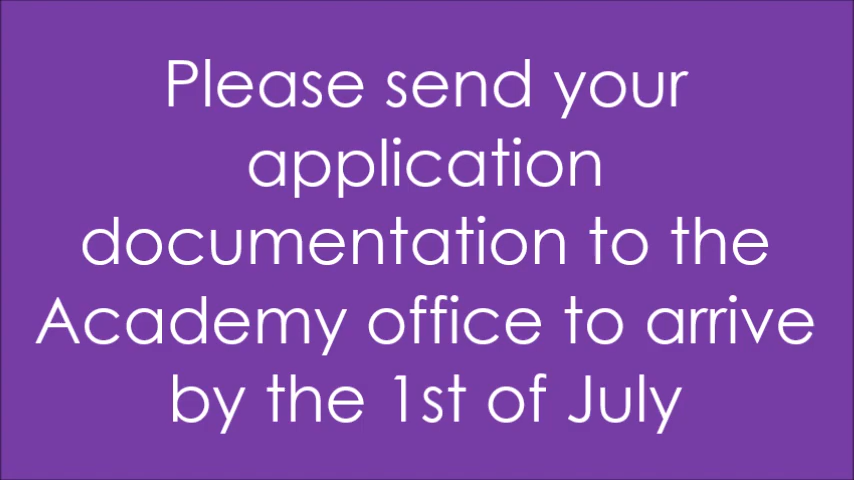 Please send your
application
documentation to the
Academy office to arrive
by the 1st of July